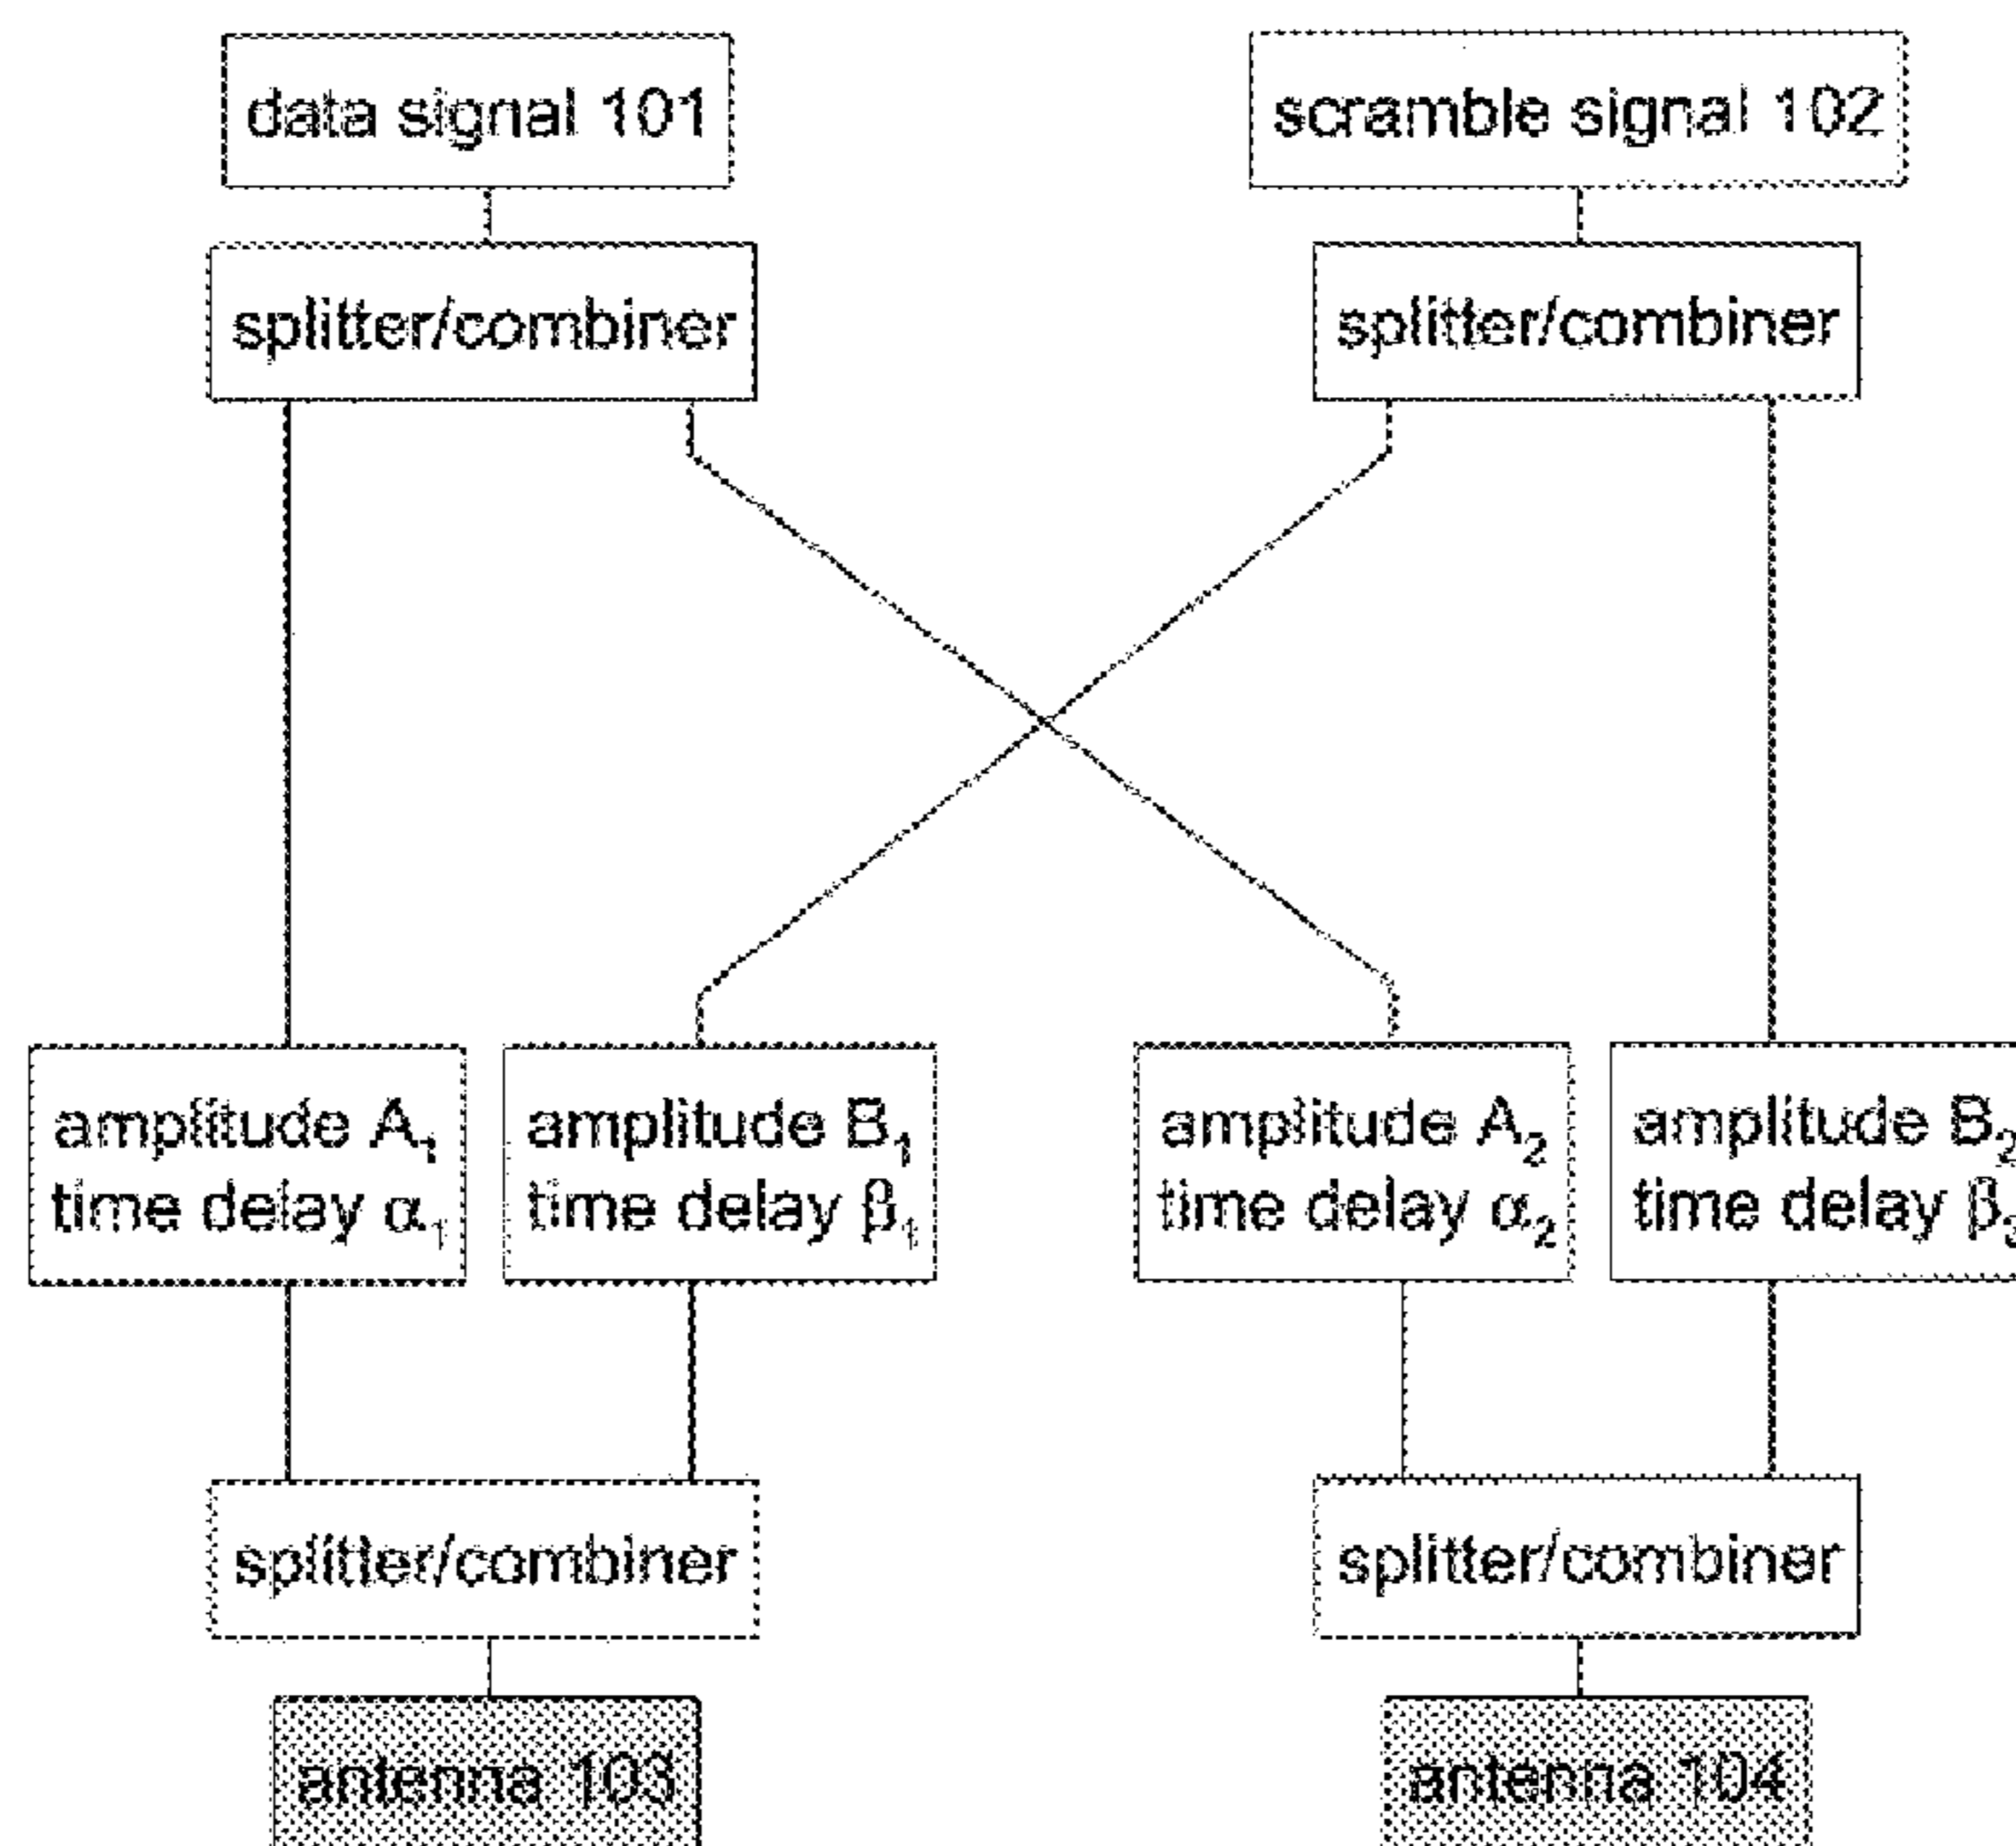 data signal 101
scramble signal 102
splitter/combiner
splitter/combiner
amplitude A₁
time delay α₁
amplitude B₁
time delay β₁
amplitude A₂
time delay α₂
amplitude B₂
time delay β₂
splitter/combiner
splitter/combiner
antenna 103
antenna 104